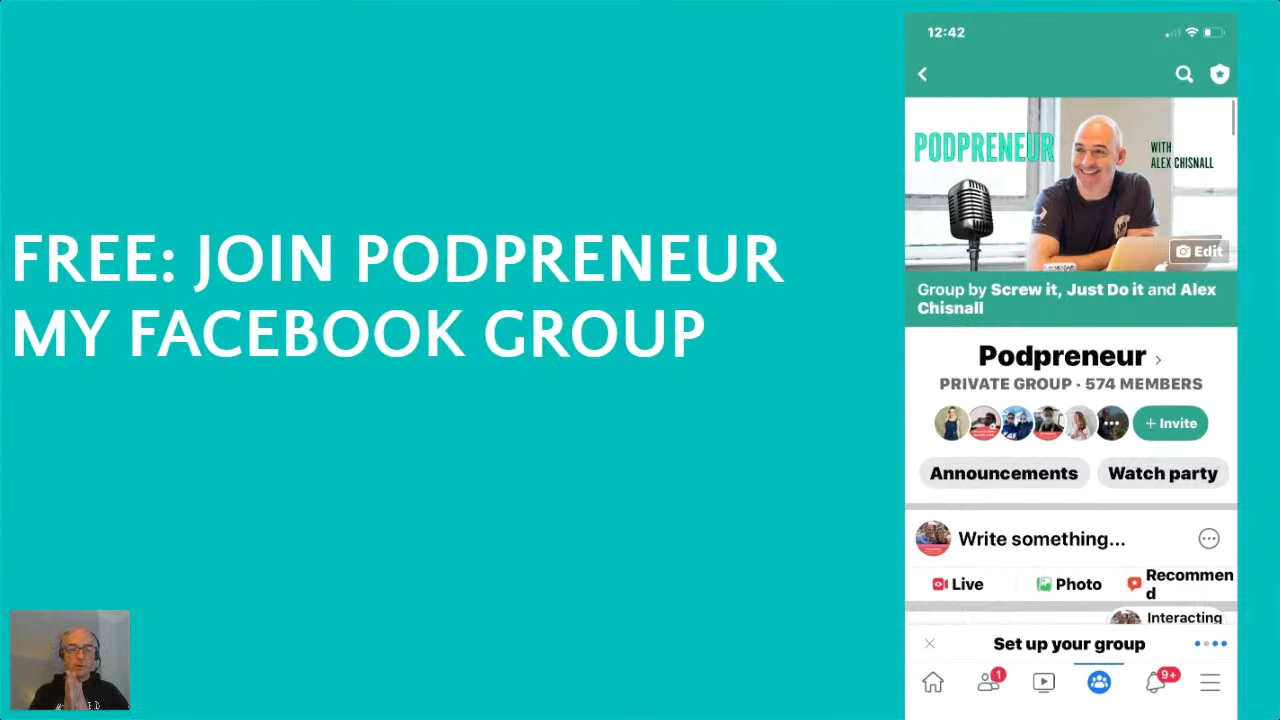 FREE: JOIN PODPRENEUR
MY FACEBOOK GROUP
12:42
PODPRENEUR
WITH
ALEX CHISNALL
Edit
Group by Screw it, Just Do it and Alex
Chisnall
Podpreneur
PRIVATE GROUP · 574 MEMBERS
+ Invite
Announcements
Watch party
Write something...
Live
Photo
Recommen
d
Interacting
Set up your group
1
9+